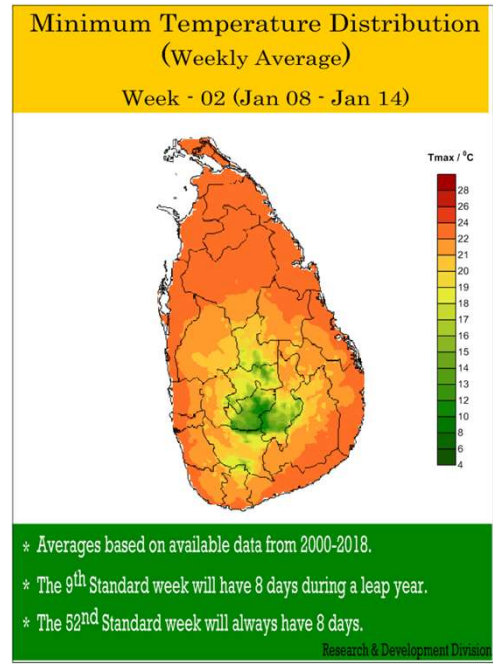 Minimum Temperature Distribution
(Weekly Average)
Week - 02 (Jan 08 - Jan 14)
Tmax / ⁰C
28
26
24
22
21
20
19
18
17
16
15
14
13
12
10
8
6
4
* Averages based on available data from 2000-2018.
* The 9th Standard week will have 8 days during a leap year.
* The 52nd Standard week will always have 8 days.
Research & Development Division